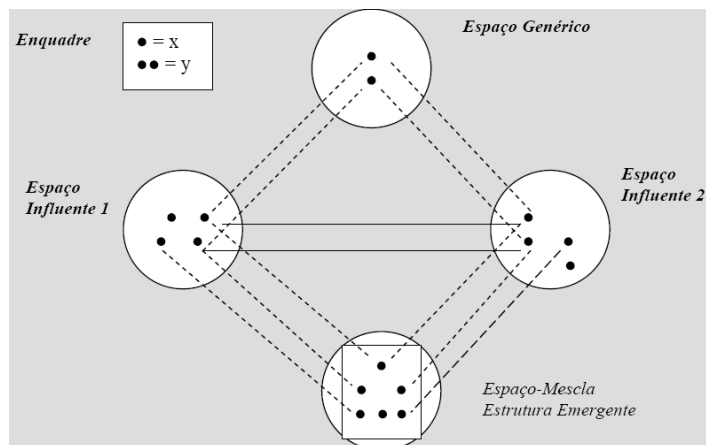 Enquadre
● = x
●● = y
Espaço Genérico
Espaço
Influente 1
Espaço
Influente 2
Espaço-Mescla
Estrutura Emergente